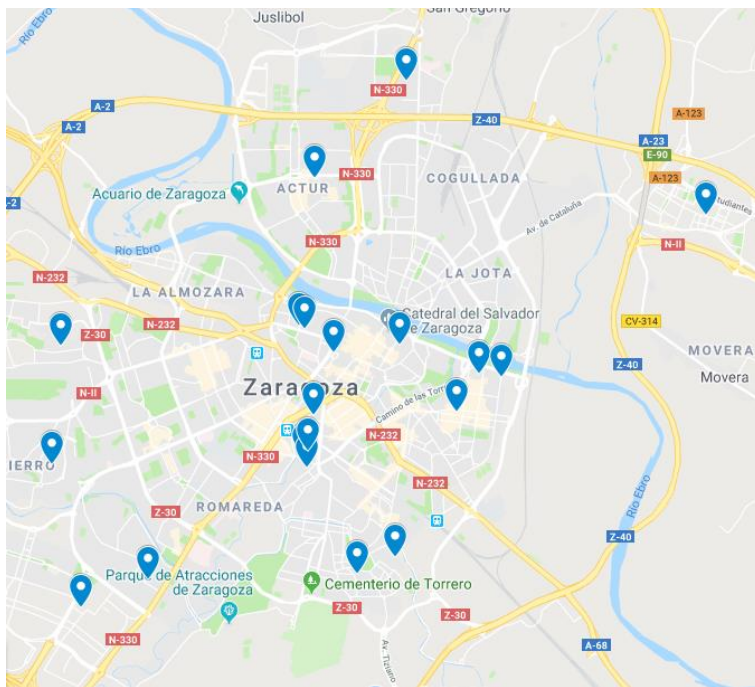 Juslibol
San Gregorio
Río Ebro
N-330
A-2
A-2
Z-40
A-123
A-23
E-90
N-330
COGULLADA
A-123
ACTUR
Acuario de Zaragoza
Estudiantes
-2
Av. de Cataluña
Río Ebro
N-330
N-II
N-232
LA JOTA
LA ALMOZARA
Catedral del Salvador
de Zaragoza
CV-314
N-232
Z-30
MOVERA
Z-40
Movera
Zaragoza
N-II
Camino de las Torres
N-232
IERRO
N-330
N-232
ROMAREDA
Z-30
Río Ebro
Z-40
Parque de Atracciones
de Zaragoza
Cementerio de Torrero
Z-30
Z-30
N-330
A-68
Av. Tiziano